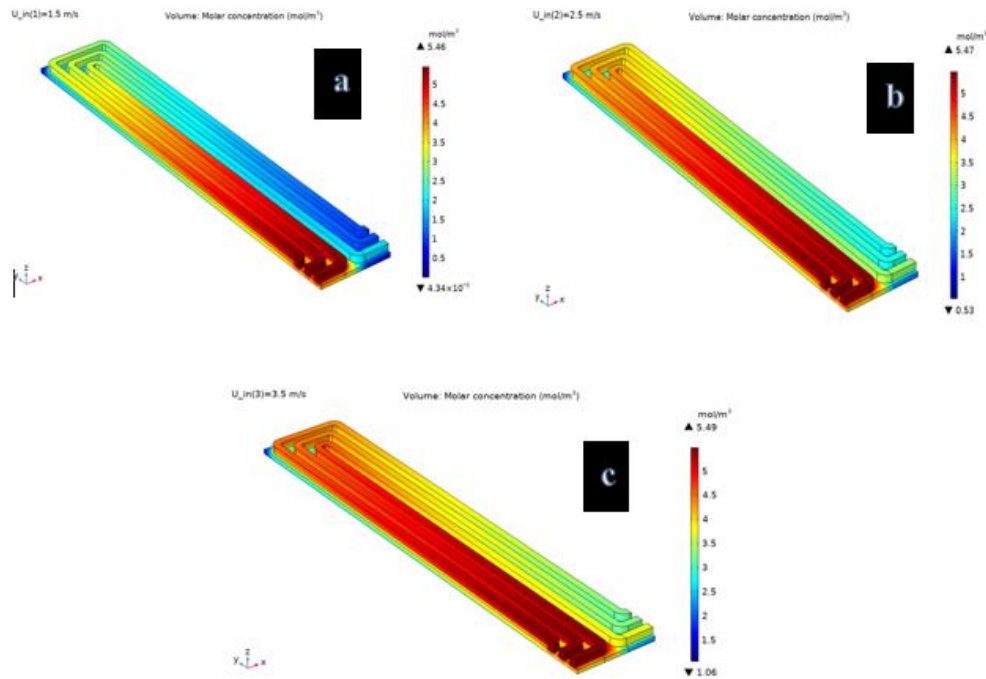 U_in(1)=1.5 m/s
Volume: Molar concentration (mol/m³)
mol/m³
▲ 5.46
5
4.5
4
3.5
3
2.5
2
1.5
1
0.5
▼ 4.34×10⁻³
a
z
x
U_in(2)=2.5 m/s
Volume: Molar concentration (mol/m³)
mol/m³
▲ 5.47
5
4.5
4
3.5
3
2.5
2
1.5
1
▼ 0.53
b
z
y
x
U_in(3)=3.5 m/s
Volume: Molar concentration (mol/m³)
mol/m³
▲ 5.49
5
4.5
4
3.5
3
2.5
2
1.5
▼ 1.06
c
z
y
x